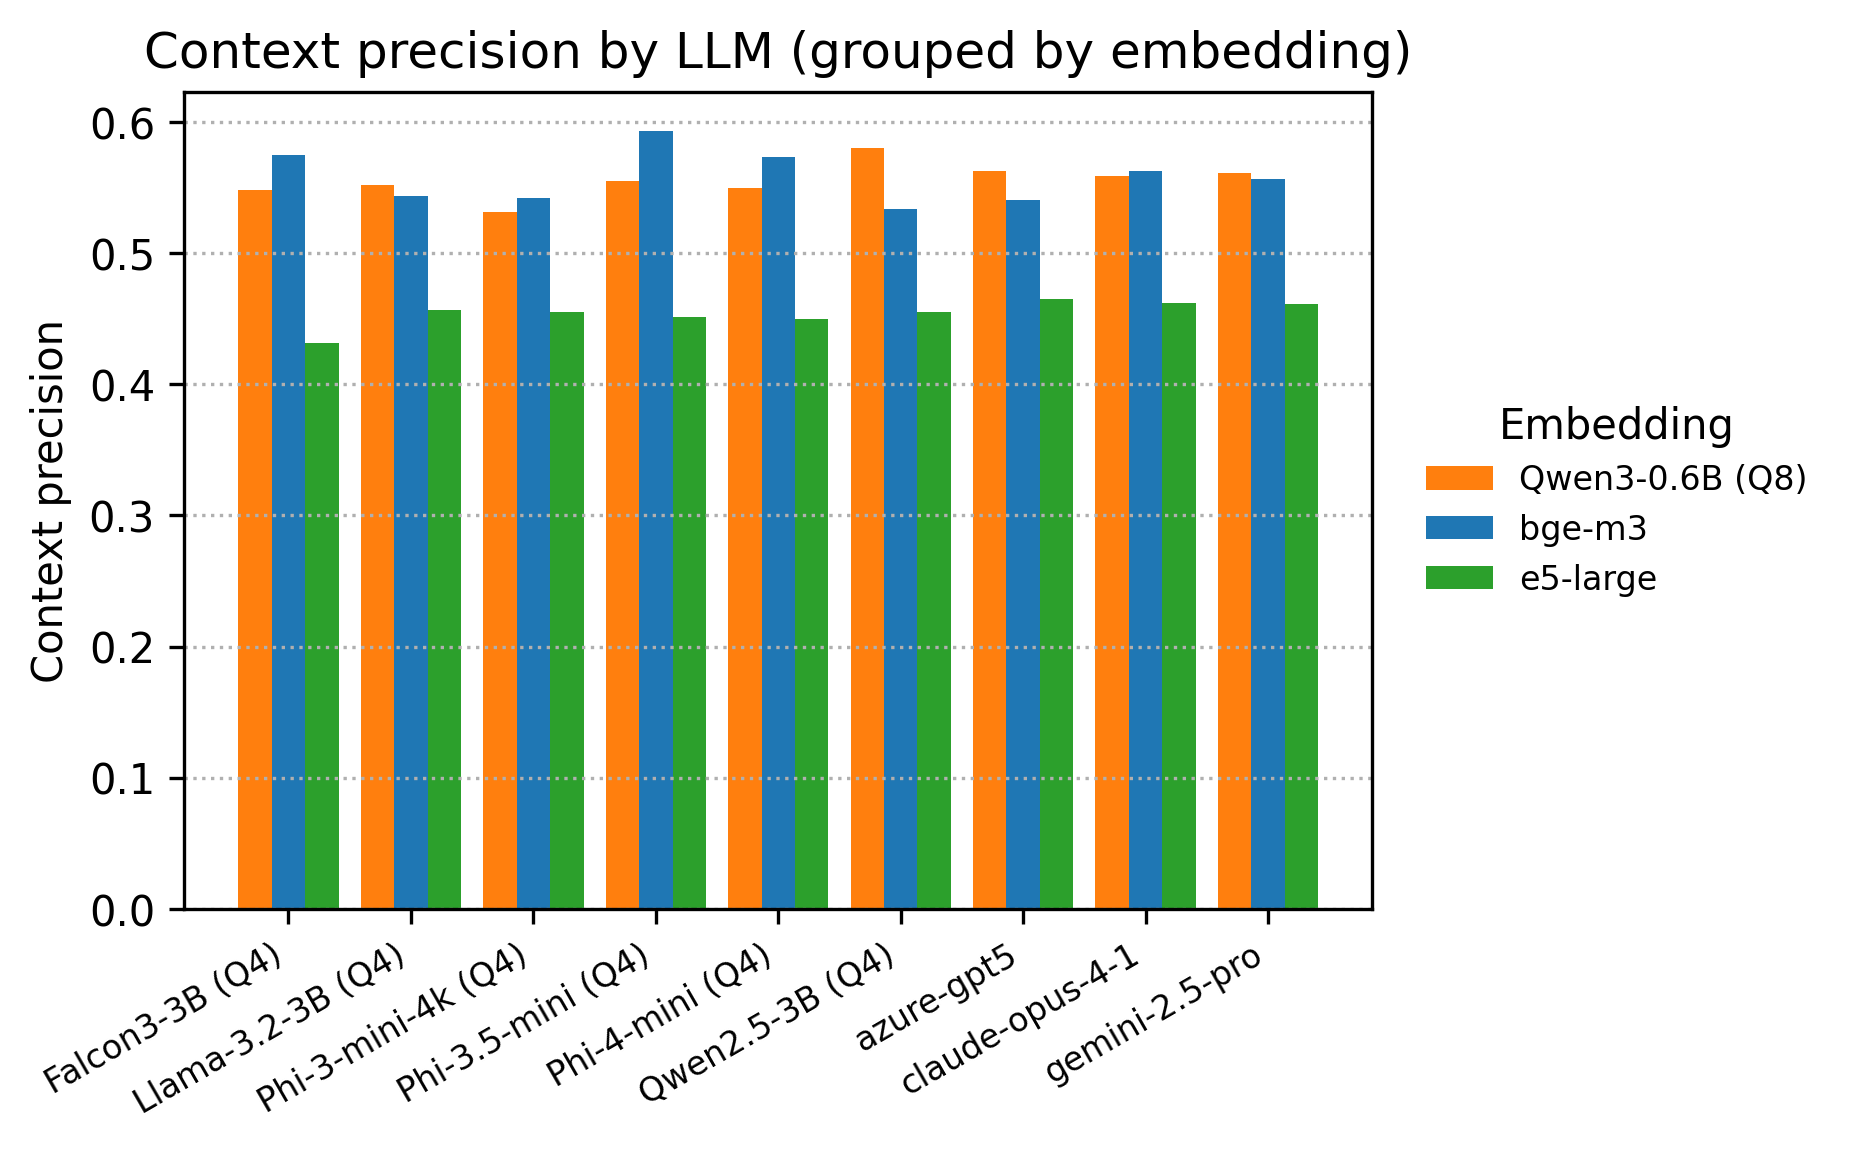 Context precision by LLM (grouped by embedding)
Context precision
0.6
0.5
0.4
0.3
0.2
0.1
0.0
Falcon3-3B (Q4)
Llama-3.2-3B (Q4)
Phi-3-mini-4k (Q4)
Phi-3.5-mini (Q4)
Phi-4-mini (Q4)
Qwen2.5-3B (Q4)
azure-gpt5
claude-opus-4-1
gemini-2.5-pro
Embedding
Qwen3-0.6B (Q8)
bge-m3
e5-large